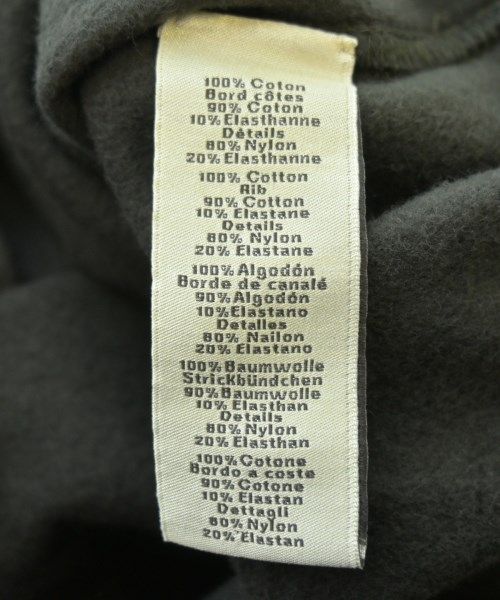 100% Coton
Bord côtes
90% Coton
10% Elasthanne
Détails
80% Nylon
20% Elasthanne
100% Cotton
Rib
90% Cotton
10% Elastane
Details
80% Nylon
20% Elastane
100% Algodón
Borde de canalé
90% Algodón
10% Elastano
Detalles
80% Nailon
20% Elastano
100% Baumwolle
Strickbündchen
90% Baumwolle
10% Elasthan
Details
80% Nylon
20% Elasthan
100% Cotone
Bordo a coste
90% Cotone
10% Elastan
Dettagli
80% Nylon
20% Elastan